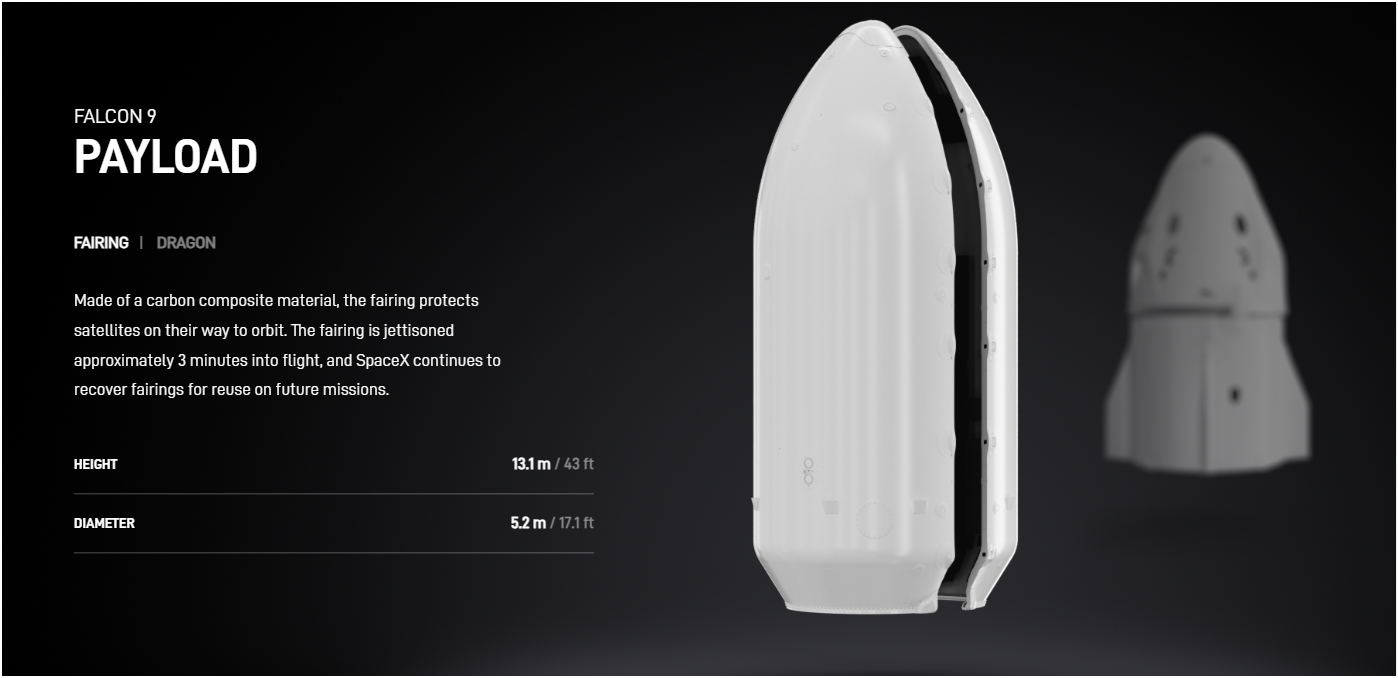 FALCON 9
PAYLOAD
FAIRING | DRAGON
Made of a carbon composite material, the fairing protects
satellites on their way to orbit. The fairing is jettisoned
approximately 3 minutes into flight, and SpaceX continues to
recover fairings for reuse on future missions.
HEIGHT 13.1 m / 43 ft
DIAMETER 5.2 m / 17.1 ft